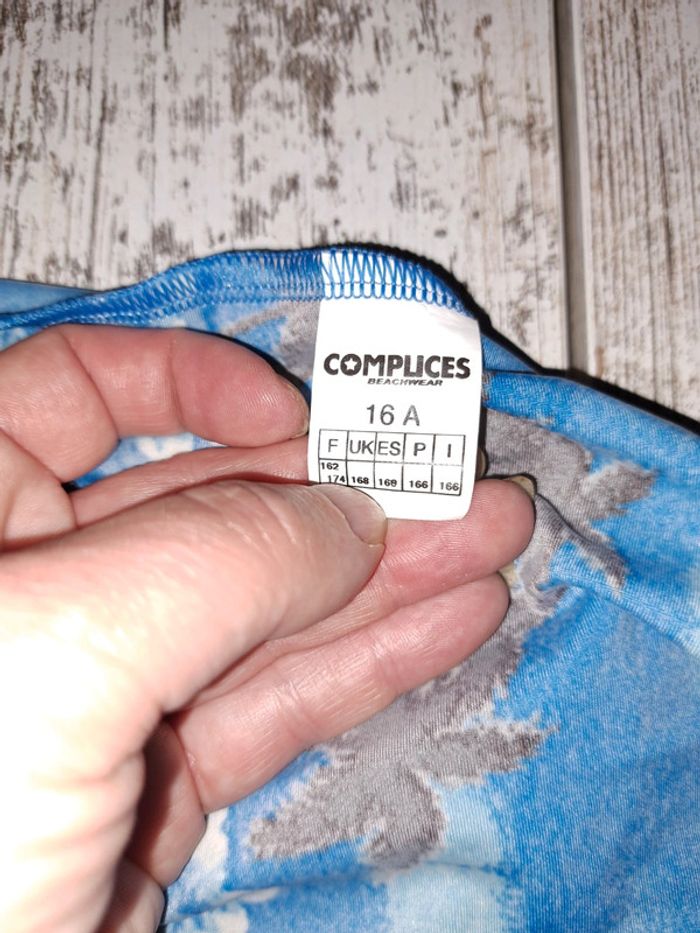 COMPLICES
BEACHWEAR
16 A
F UK ES P I
162
174 168 169 166 166